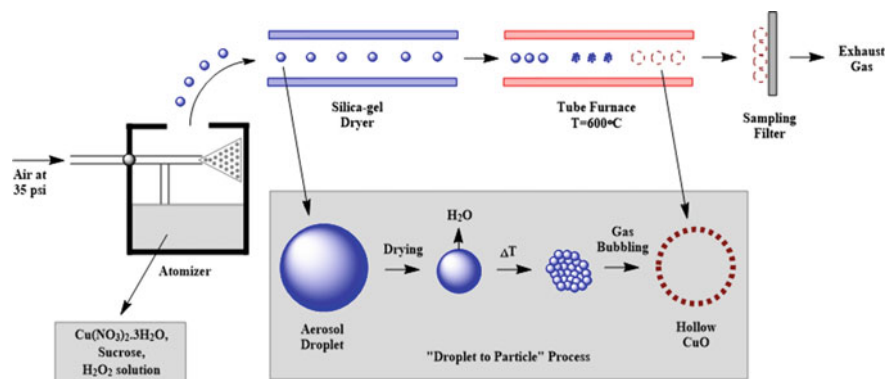 Air at
35 psi
Atomizer
Cu(NO₃)₂.3H₂O,
Sucrose,
H₂O₂ solution
Silica-gel
Dryer
Tube Furnace
T=600°C
Sampling
Filter
Exhaust
Gas
Aerosol
Droplet
Drying
H₂O
ΔT
Gas
Bubbling
Hollow
CuO
"Droplet to Particle" Process